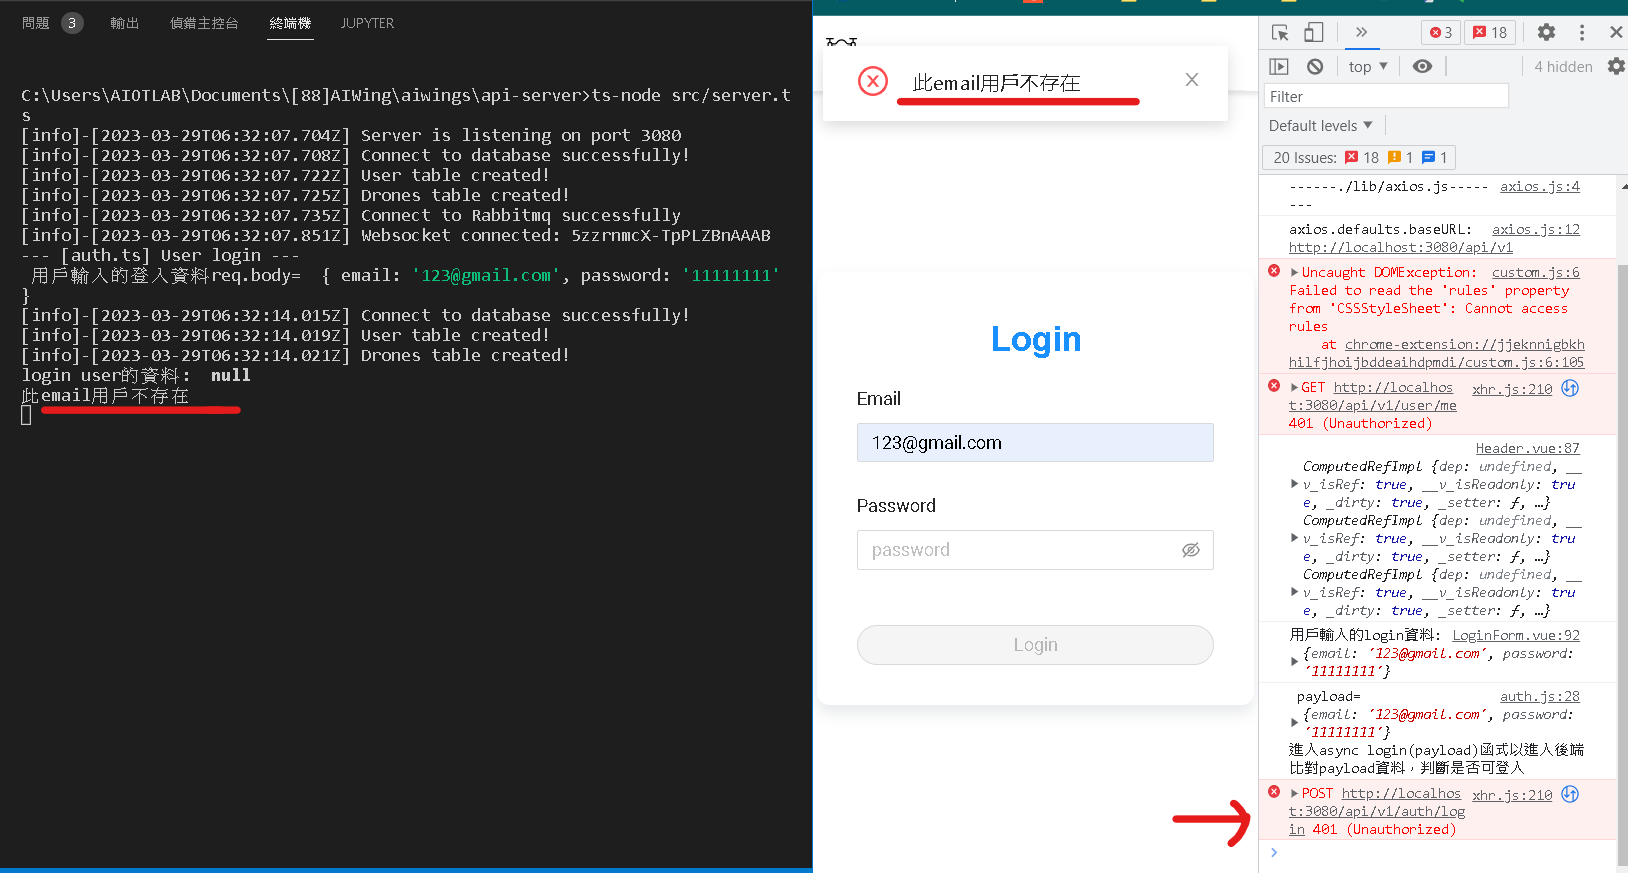 問題 3 輸出 偵錯主控台 終端機 JUPYTER
C:\Users\AIOTLAB\Documents\[88]AIWing\aiwings\api-server>ts-node src/server.t
s
[info]-[2023-03-29T06:32:07.704Z] Server is listening on port 3080
[info]-[2023-03-29T06:32:07.708Z] Connect to database successfully!
[info]-[2023-03-29T06:32:07.722Z] User table created!
[info]-[2023-03-29T06:32:07.725Z] Drones table created!
[info]-[2023-03-29T06:32:07.735Z] Connect to Rabbitmq successfully
[info]-[2023-03-29T06:32:07.851Z] Websocket connected: 5zzrnmcX-TpPLZBnAAAB
--- [auth.ts] User login ---
用戶輸入的登入資料req.body=  { email: '123@gmail.com', password: '11111111'
}
[info]-[2023-03-29T06:32:14.015Z] Connect to database successfully!
[info]-[2023-03-29T06:32:14.019Z] User table created!
[info]-[2023-03-29T06:32:14.021Z] Drones table created!
login user的資料:  null
此email用戶不存在
此email用戶不存在
Login
Email
123@gmail.com
Password
password
Login
3 18
top 4 hidden
Filter
Default levels
20 Issues: 18 1 1
------./lib/axios.js----- axios.js:4
---
axios.defaults.baseURL: axios.js:12
http://localhost:3080/api/v1
Uncaught DOMException: custom.js:6
Failed to read the 'rules' property
from 'CSSStyleSheet': Cannot access
rules
at chrome-extension://jjeknnigbkh
hilfjhoijbddeaihdpmdi/custom.js:6:105
GET http://localhos xhr.js:210
t:3080/api/v1/user/me
401 (Unauthorized)
Header.vue:87
ComputedRefImpl {dep: undefined, __
v_isRef: true, __v_isReadonly: tru
e, _dirty: true, _setter: ƒ, …}
ComputedRefImpl {dep: undefined, __
v_isRef: true, __v_isReadonly: tru
e, _dirty: true, _setter: ƒ, …}
ComputedRefImpl {dep: undefined, __
v_isRef: true, __v_isReadonly: tru
e, _dirty: true, _setter: ƒ, …}
用戶輸入的login資料: LoginForm.vue:92
{email: '123@gmail.com', password:
'11111111'}
payload= auth.js:28
{email: '123@gmail.com', password:
'11111111'}
進入async login(payload)函式以進入後端
比對payload資料，判斷是否可登入
POST http://localhos xhr.js:210
t:3080/api/v1/auth/log
in 401 (Unauthorized)